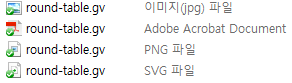 round-table.gv 이미지(jpg) 파일
round-table.gv Adobe Acrobat Document
round-table.gv PNG 파일
round-table.gv SVG 파일